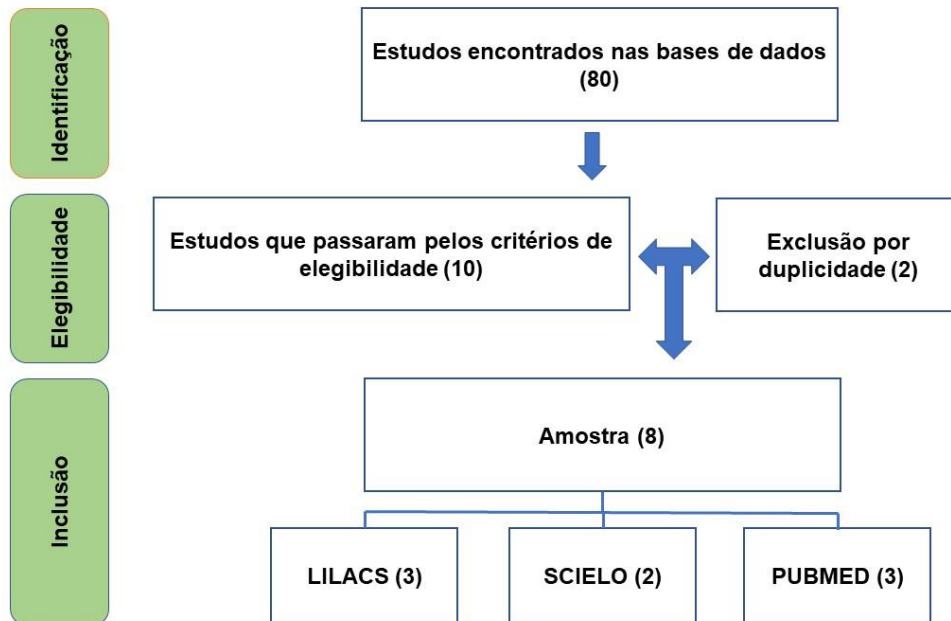 Identificação
Estudos encontrados nas bases de dados
(80)
Elegibilidade
Estudos que passaram pelos critérios de
elegibilidade (10)
Exclusão por
duplicidade (2)
Inclusão
Amostra (8)
LILACS (3)
SCIELO (2)
PUBMED (3)